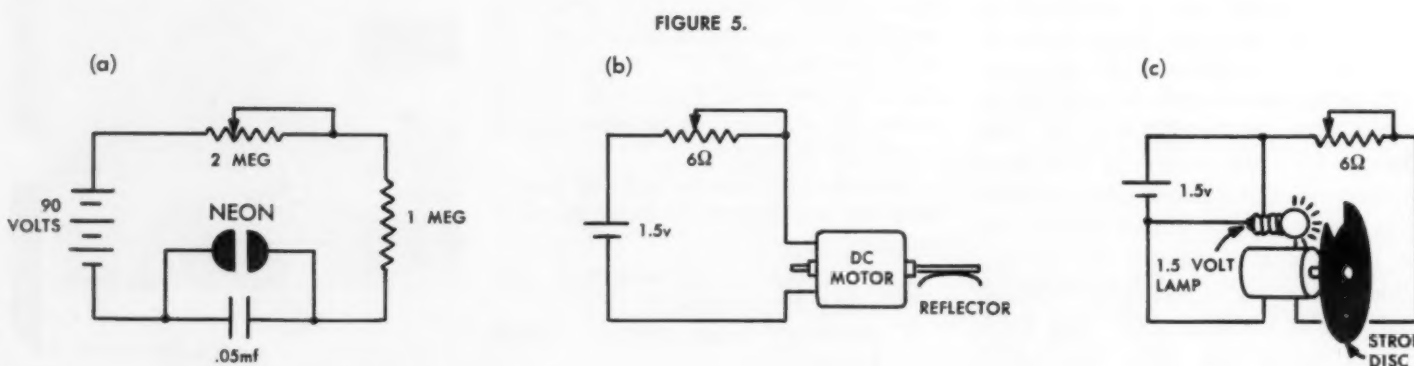 FIGURE 5.
(a)
2 MEG
90
VOLTS
NEON
1 MEG
.05mf
(b)
6Ω
1.5v
DC
MOTOR
REFLECTOR
(c)
6Ω
1.5v
1.5 VOLT
LAMP
DISC